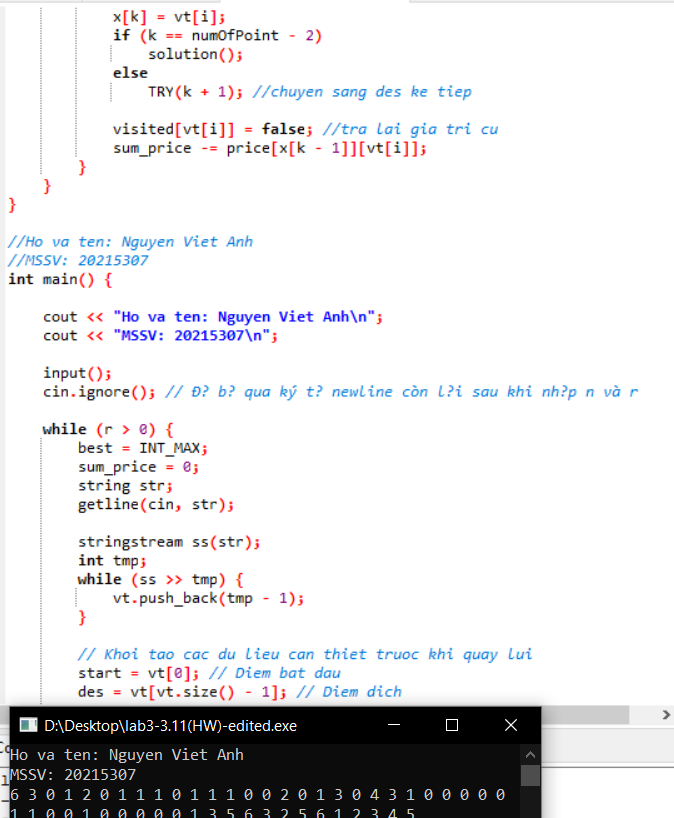 x[k] = vt[i];
if (k == numOfPoint - 2)
solution();
else
TRY(k + 1); //chuyen sang des ke tiep
visited[vt[i]] = false; //tra lai gia tri cu
sum_price -= price[x[k - 1]][vt[i]];
}
}
}
//Ho va ten: Nguyen Viet Anh
//MSSV: 20215307
int main() {
cout << "Ho va ten: Nguyen Viet Anh\n";
cout << "MSSV: 20215307\n";
input();
cin.ignore(); // Đ? b? qua ký t? newline còn l?i sau khi nh?p n và r
while (r > 0) {
best = INT_MAX;
sum_price = 0;
string str;
getline(cin, str);
stringstream ss(str);
int tmp;
while (ss >> tmp) {
vt.push_back(tmp - 1);
}
// Khoi tao cac du lieu can thiet truoc khi quay lui
start = vt[0]; // Diem bat dau
des = vt[vt.size() - 1]; // Diem dich
D:\Desktop\lab3-3.11(HW)-edited.exe
Ho va ten: Nguyen Viet Anh
MSSV: 20215307
6 3 0 1 2 0 1 1 1 0 1 1 1 0 0 2 0 1 3 0 4 3 1 0 0 0 0 0
1 1 0 0 1 0 0 0 0 0 1 3 5 6 3 2 5 6 1 2 3 4 5